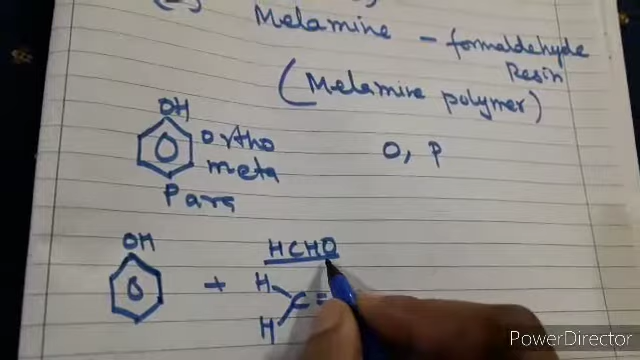 Melamine - formaldehyde
Resin
(Melamine polymer)
OH
Ortho
meta
Para
O, P
OH
+
HCHO
H
C =
H
PowerDirector